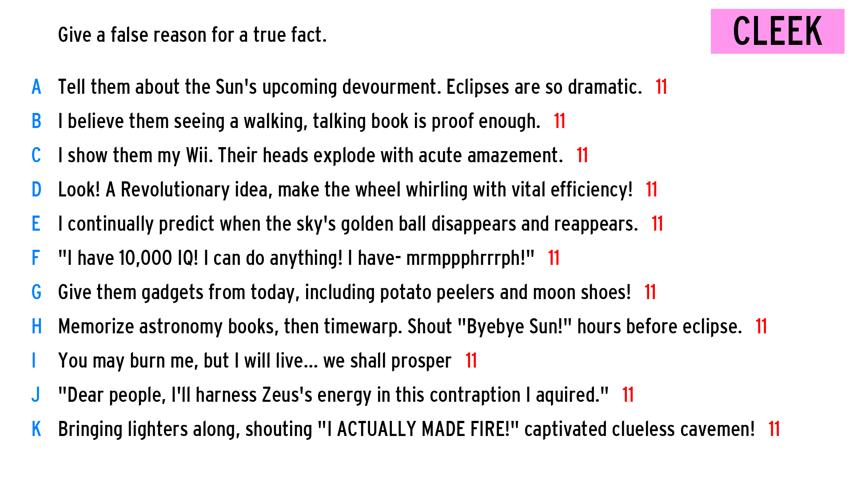 Give a false reason for a true fact.
CLEEK
A Tell them about the Sun's upcoming devourment. Eclipses are so dramatic. 11
B I believe them seeing a walking, talking book is proof enough. 11
C I show them my Wii. Their heads explode with acute amazement. 11
D Look! A Revolutionary idea, make the wheel whirling with vital efficiency! 11
E I continually predict when the sky's golden ball disappears and reappears. 11
F "I have 10,000 IQ! I can do anything! I have- mrmppphrrrph!" 11
G Give them gadgets from today, including potato peelers and moon shoes! 11
H Memorize astronomy books, then timewarp. Shout "Byebye Sun!" hours before eclipse. 11
I You may burn me, but I will live... we shall prosper 11
J "Dear people, I'll harness Zeus's energy in this contraption I aquired." 11
K Bringing lighters along, shouting "I ACTUALLY MADE FIRE!" captivated clueless cavemen! 11